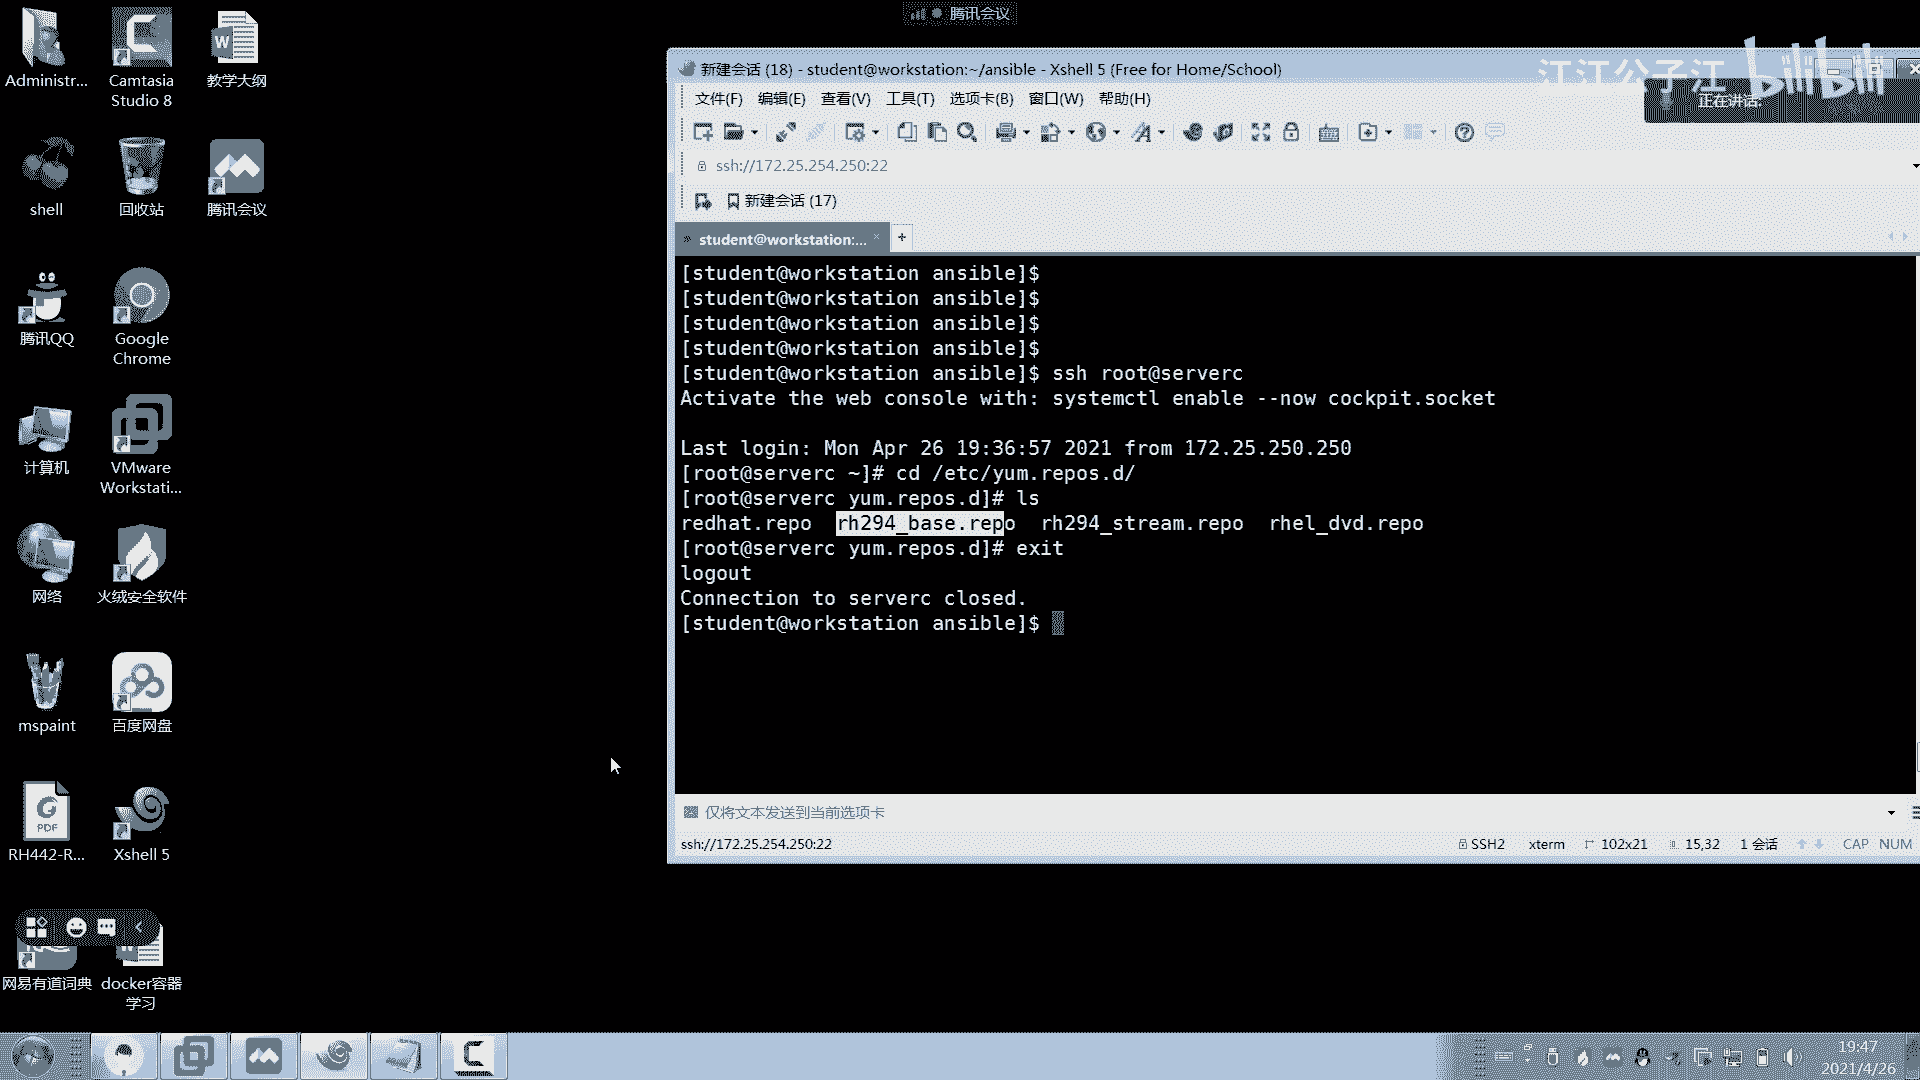 腾讯会议
Administr...
Camtasia
Studio 8
教学大纲
shell
回收站
腾讯会议
腾讯QQ
Google
Chrome
计算机
VMware
Workstati...
网络
火绒安全软件
mspaint
百度网盘
RH442-R...
Xshell 5
网易有道词典
docker容器
学习
新建会话 (18) - student@workstation:~/ansible - Xshell 5 (Free for Home/School)
江江公子江 bilibili
正在讲话:
文件(F) 编辑(E) 查看(V) 工具(T) 选项卡(B) 窗口(W) 帮助(H)
ssh://172.25.254.250:22
新建会话 (17)
student@workstation:... × +
[student@workstation ansible]$
[student@workstation ansible]$
[student@workstation ansible]$
[student@workstation ansible]$
[student@workstation ansible]$ ssh root@serverc
Activate the web console with: systemctl enable --now cockpit.socket
Last login: Mon Apr 26 19:36:57 2021 from 172.25.250.250
[root@serverc ~]# cd /etc/yum.repos.d/
[root@serverc yum.repos.d]# ls
redhat.repo rh294_base.repo rh294_stream.repo rhel_dvd.repo
[root@serverc yum.repos.d]# exit
logout
Connection to serverc closed.
[student@workstation ansible]$
仅将文本发送到当前选项卡
ssh://172.25.254.250:22 SSH2 xterm 102x21 15,32 1 会话 CAP NUM
19:47
2021/4/26